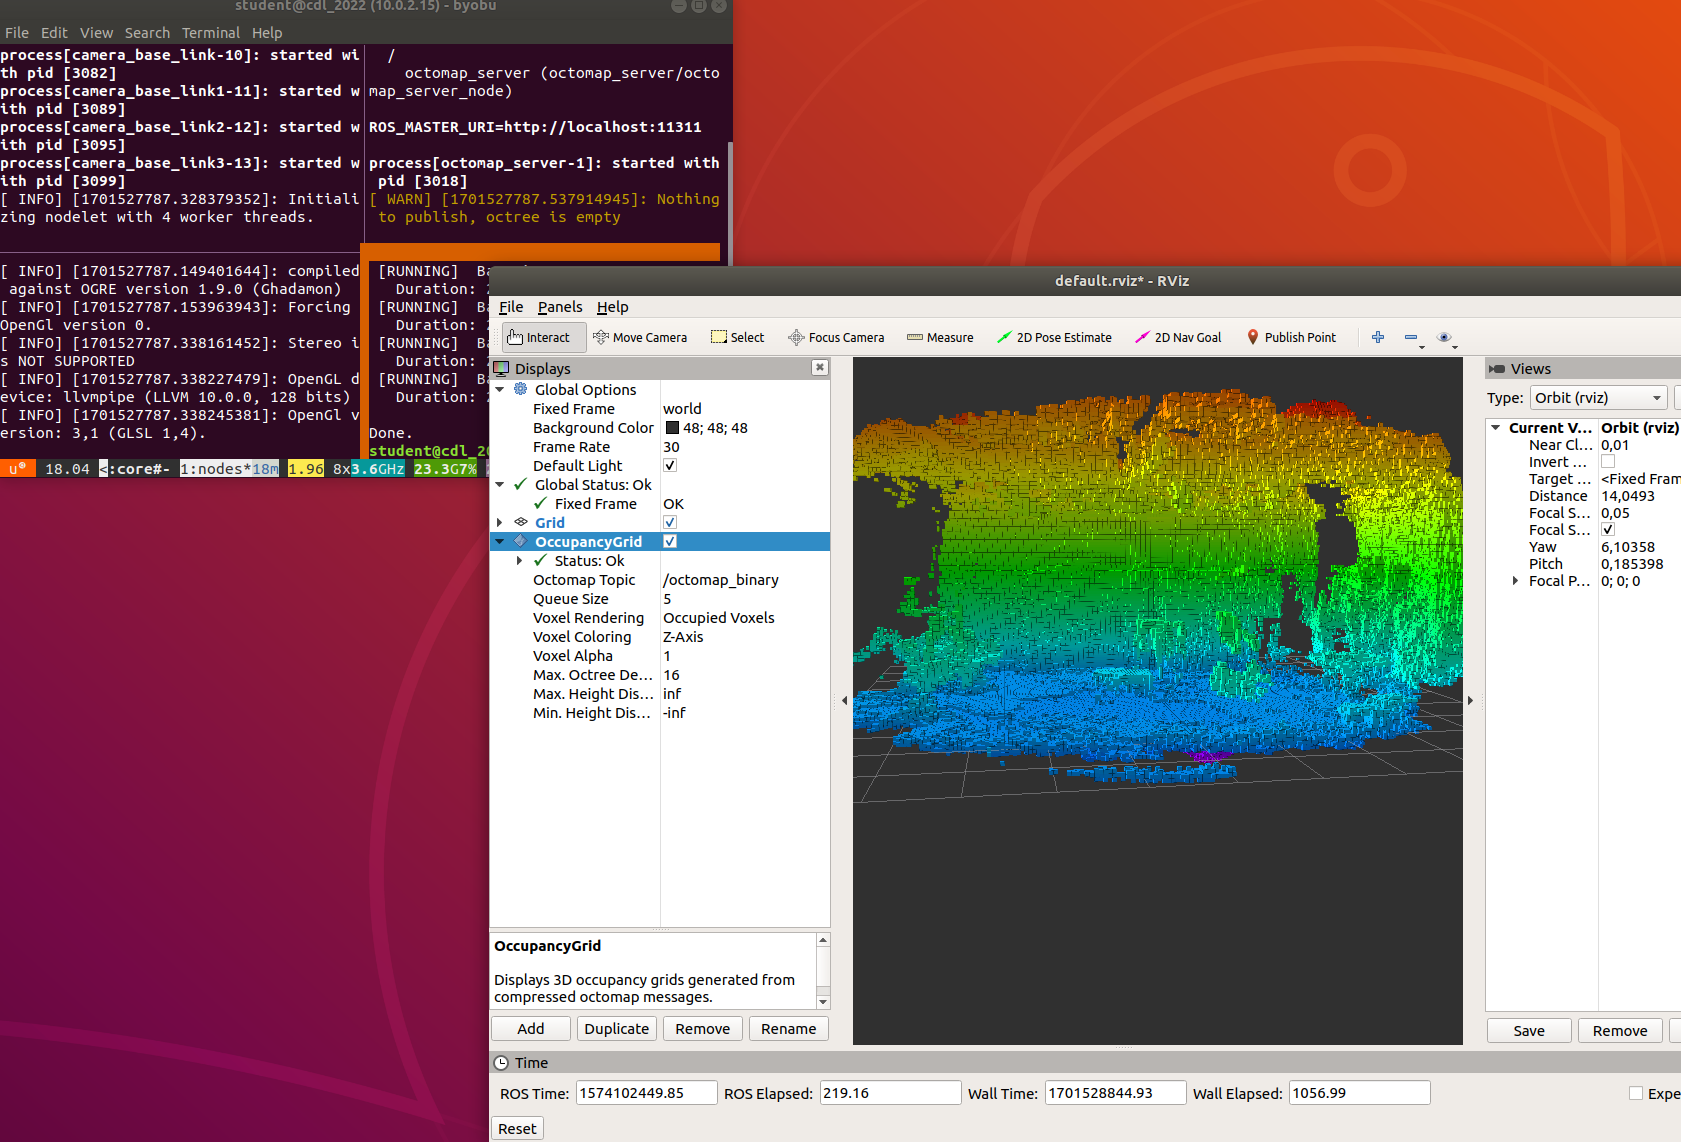 student@cdl_2022 (10.0.2.15) - byobu
File Edit View Search Terminal Help
process[camera_base_link-10]: started wi
th pid [3082]
process[camera_base_link1-11]: started w
ith pid [3089]
process[camera_base_link2-12]: started w
ith pid [3095]
process[camera_base_link3-13]: started w
ith pid [3099]
[ INFO] [1701527787.328379352]: Initiali
zing nodelet with 4 worker threads.
/
octomap_server (octomap_server/octo
map_server_node)
ROS_MASTER_URI=http://localhost:11311
process[octomap_server-1]: started with
pid [3018]
[ WARN] [1701527787.537914945]: Nothing
to publish, octree is empty
[ INFO] [1701527787.149401644]: compiled
against OGRE version 1.9.0 (Ghadamon)
[ INFO] [1701527787.153963943]: Forcing
OpenGl version 0.
[ INFO] [1701527787.338161452]: Stereo i
s NOT SUPPORTED
[ INFO] [1701527787.338227479]: OpenGL d
evice: llvmpipe (LLVM 10.0.0, 128 bits)
[ INFO] [1701527787.338245381]: OpenGl v
ersion: 3,1 (GLSL 1,4).
[RUNNING] Ba
Duration:
[RUNNING] Ba
Duration:
[RUNNING] Ba
Duration:
[RUNNING] Ba
Duration:
Done.
student@cdl_20
u 18.04 <:core#- 1:nodes* 18m 1.96 8x3.6GHz 23.3G7%
default.rviz* - RViz
File Panels Help
Interact Move Camera Select Focus Camera Measure 2D Pose Estimate 2D Nav Goal Publish Point
Displays
Global Options
Fixed Frame world
Background Color 48; 48; 48
Frame Rate 30
Default Light
Global Status: Ok
Fixed Frame OK
Grid
OccupancyGrid
Status: Ok
Octomap Topic /octomap_binary
Queue Size 5
Voxel Rendering Occupied Voxels
Voxel Coloring Z-Axis
Voxel Alpha 1
Max. Octree De... 16
Max. Height Dis... inf
Min. Height Dis... -inf
OccupancyGrid
Displays 3D occupancy grids generated from
compressed octomap messages.
Add Duplicate Remove Rename
Views
Type: Orbit (rviz)
Current V... Orbit (rviz)
Near Cl... 0,01
Invert ...
Target ... <Fixed Fram
Distance 14,0493
Focal S... 0,05
Focal S...
Yaw 6,10358
Pitch 0,185398
Focal P... 0; 0; 0
Save Remove
Time
ROS Time: 1574102449.85 ROS Elapsed: 219.16 Wall Time: 1701528844.93 Wall Elapsed: 1056.99 Expe
Reset